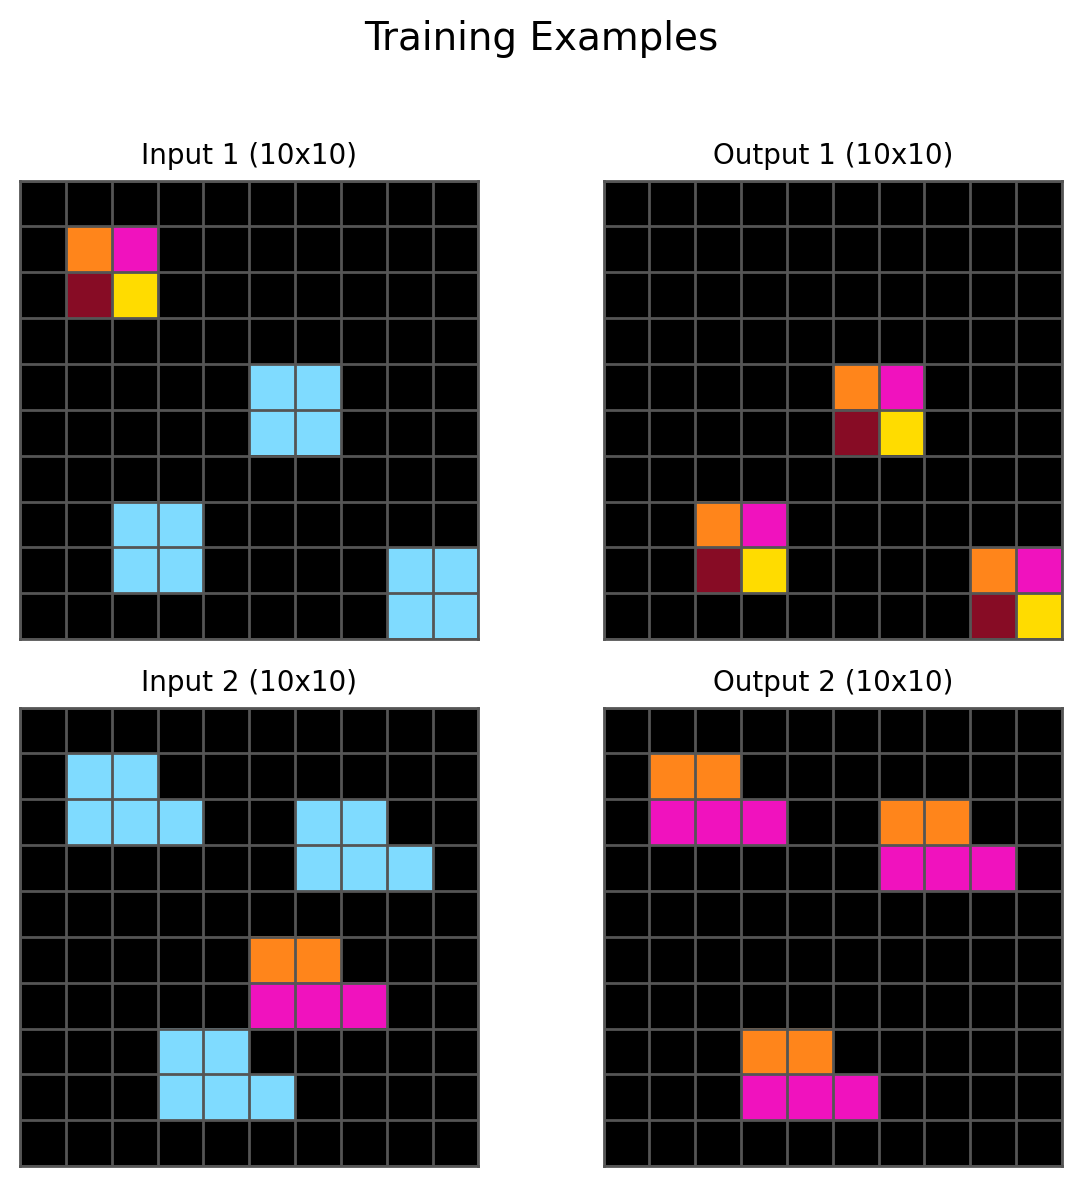 Training Examples
Input 1 (10x10)
Output 1 (10x10)
Input 2 (10x10)
Output 2 (10x10)